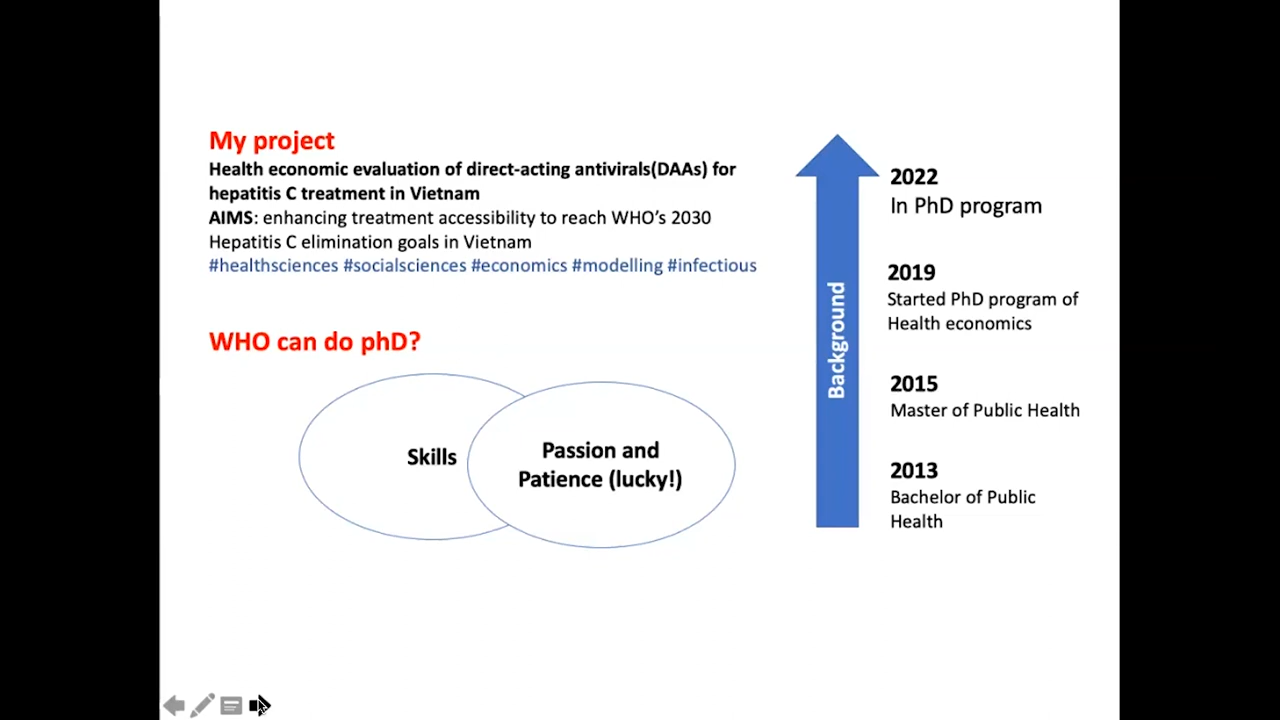 My project
Health economic evaluation of direct-acting antivirals(DAAs) for
hepatitis C treatment in Vietnam
AIMS: enhancing treatment accessibility to reach WHO's 2030
Hepatitis C elimination goals in Vietnam
#healthsciences #socialsciences #economics #modelling #infectious
WHO can do phD?
Skills
Passion and
Patience (lucky!)
Background
2022
In PhD program
2019
Started PhD program of
Health economics
2015
Master of Public Health
2013
Bachelor of Public
Health